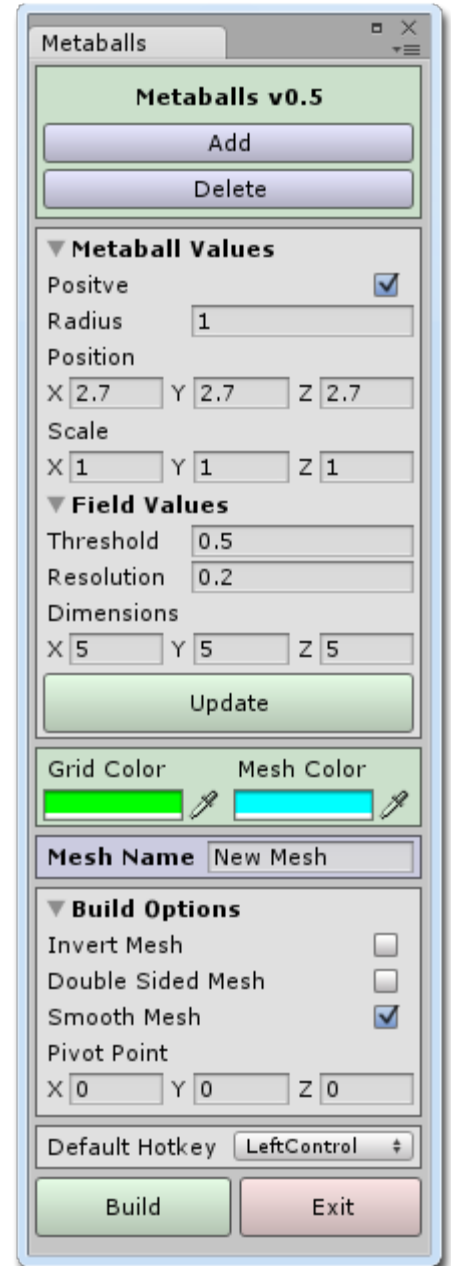 Metaballs
Metaballs v0.5
Add
Delete
Metaball Values
Positve
Radius 1
Position
X 2.7 Y 2.7 Z 2.7
Scale
X 1 Y 1 Z 1
Field Values
Threshold 0.5
Resolution 0.2
Dimensions
X 5 Y 5 Z 5
Update
Grid Color Mesh Color
Mesh Name New Mesh
Build Options
Invert Mesh
Double Sided Mesh
Smooth Mesh
Pivot Point
X 0 Y 0 Z 0
Default Hotkey LeftControl
Build Exit